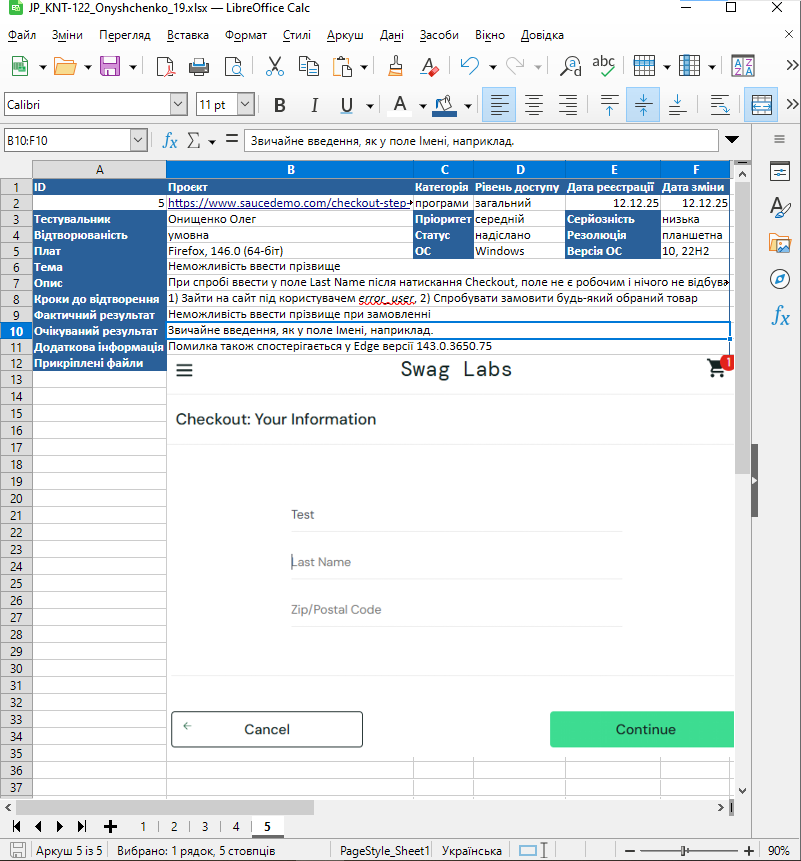 JP_KNT-122_Onyshchenko_19.xlsx — LibreOffice Calc
Файл Зміни Перегляд Вставка Формат Стилі Аркуш Дані Засоби Вікно Довідка
Calibri 11 pt B I U A
B10:F10 fx Σ = Звичайне введення, як у поле Імені, наприклад.
A B C D E F
1 ID Проект Категорія Рівень доступу Дата реєстрації Дата зміни
2 5 https://www.saucedemo.com/checkout-step- програми загальний 12.12.25 12.12.25
3 Тестувальник Онищенко Олег Пріоритет середній Серйозність низька
4 Відтворюваність умовна Статус надіслано Резолюція планшетна
5 Плат Firefox, 146.0 (64-біт) ОС Windows Версія ОС 10, 22H2
6 Тема Неможливість ввести прізвище
7 Опис При спробі ввести у поле Last Name після натискання Checkout, поле не є робочим і нічого не відбува
8 Кроки до відтворення 1) Зайти на сайт під користувачем error_user, 2) Спробувати замовити будь-який обраний товар
9 Фактичний результат Неможливість ввести прізвище при замовленні
10 Очікуваний результат Звичайне введення, як у поле Імені, наприклад.
11 Додаткова інформація Помилка також спостерігається у Edge версії 143.0.3650.75
12 Прикріплені файли
Swag Labs 1
13
14
15
Checkout: Your Information
16
17
18
19
20
21
Test
22
23
24
Last Name
25
26
27
Zip/Postal Code
28
29
30
31
32
33
34
Cancel Continue
35
36
37
1 2 3 4 5
Аркуш 5 із 5 Вибрано: 1 рядок, 5 стовпців PageStyle_Sheet1 Українська 90%